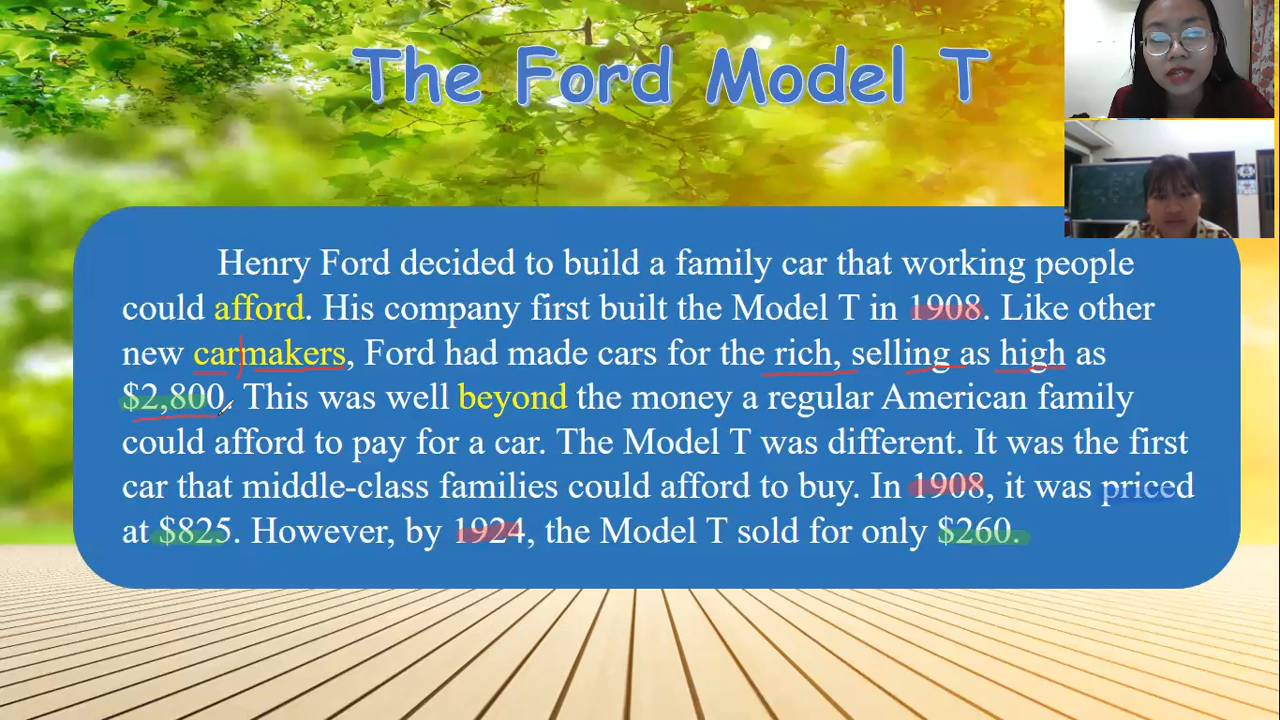 The Ford Model T
Henry Ford decided to build a family car that working people
could afford. His company first built the Model T in 1908. Like other
new carmakers, Ford had made cars for the rich, selling as high as
$2,800. This was well beyond the money a regular American family
could afford to pay for a car. The Model T was different. It was the first
car that middle-class families could afford to buy. In 1908, it was priced
at $825. However, by 1924, the Model T sold for only $260.